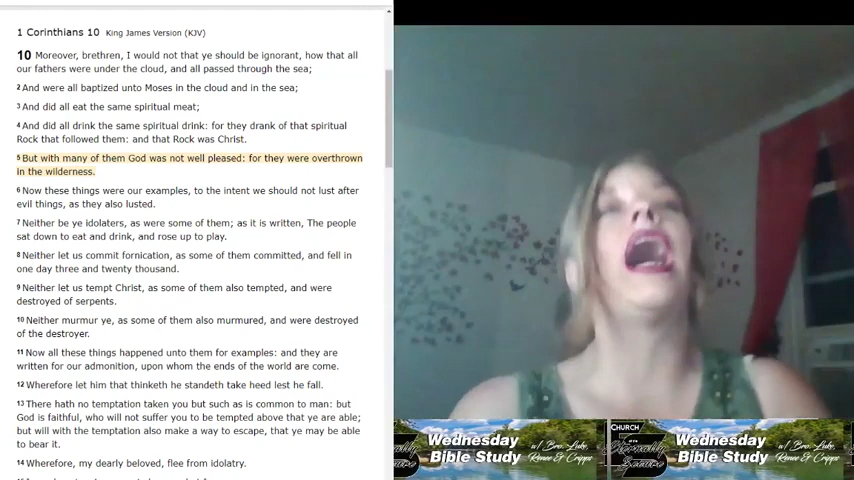 1 Corinthians 10 King James Version (KJV)
10 Moreover, brethren, I would not that ye should be ignorant, how that all
our fathers were under the cloud, and all passed through the sea;
2 And were all baptized unto Moses in the cloud and in the sea;
3 And did all eat the same spiritual meat;
4 And did all drink the same spiritual drink: for they drank of that spiritual
Rock that followed them: and that Rock was Christ.
5 But with many of them God was not well pleased: for they were overthrown
in the wilderness.
6 Now these things were our examples, to the intent we should not lust after
evil things, as they also lusted.
7 Neither be ye idolaters, as were some of them; as it is written, The people
sat down to eat and drink, and rose up to play.
8 Neither let us commit fornication, as some of them committed, and fell in
one day three and twenty thousand.
9 Neither let us tempt Christ, as some of them also tempted, and were
destroyed of serpents.
10 Neither murmur ye, as some of them also murmured, and were destroyed
of the destroyer.
11 Now all these things happened unto them for examples: and they are
written for our admonition, upon whom the ends of the world are come.
12 Wherefore let him that thinketh he standeth take heed lest he fall.
13 There hath no temptation taken you but such as is common to man: but
God is faithful, who will not suffer you to be tempted above that ye are able;
but will with the temptation also make a way to escape, that ye may be able
to bear it.
14 Wherefore, my dearly beloved, flee from idolatry.
Wednesday
Bible Study
w/ Bro. Luke,
Renee & Cripps
CHURCH
of the
Eternally
Secure
Wednesday
Bible Study
w/ Bro. Luke,
Renee & Cripps